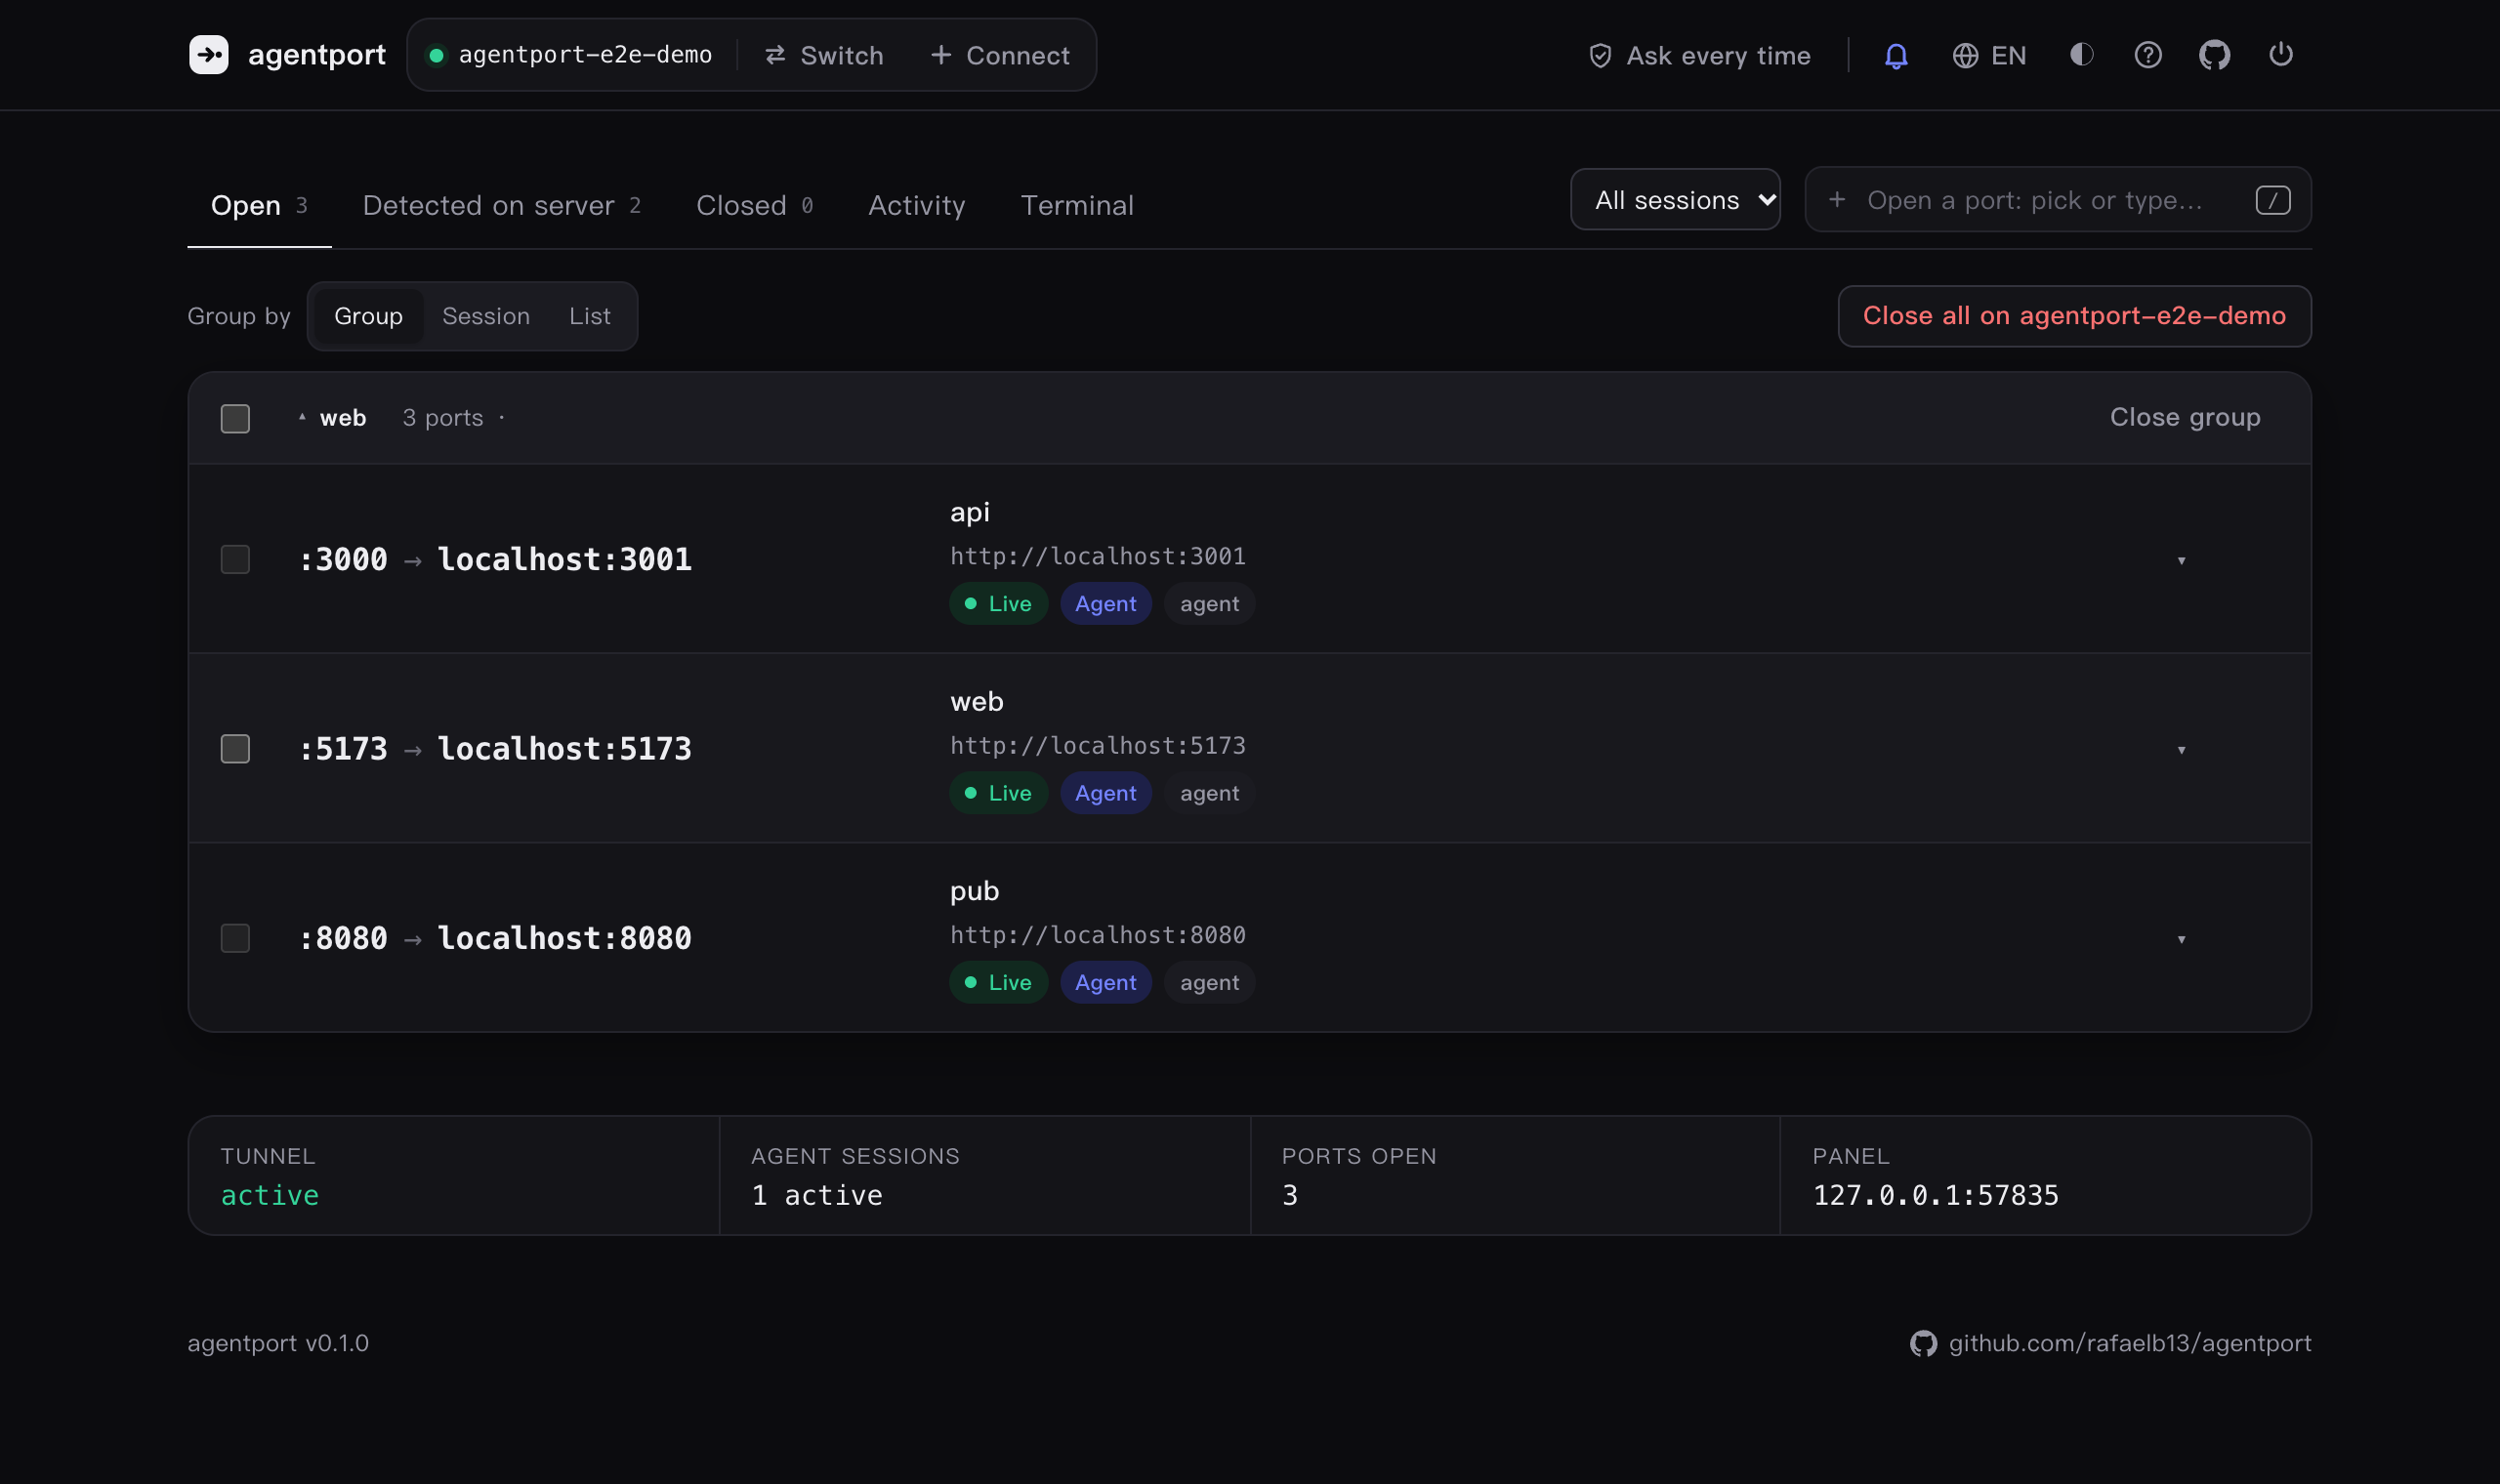 agentport agentport-e2e-demo Switch + Connect Ask every time EN
Open 3 Detected on server 2 Closed 0 Activity Terminal All sessions + Open a port: pick or type... /
Group by Group Session List Close all on agentport-e2e-demo
web 3 ports · Close group
api
:3000 → localhost:3001 http://localhost:3001
Live Agent agent
web
:5173 → localhost:5173 http://localhost:5173
Live Agent agent
pub
:8080 → localhost:8080 http://localhost:8080
Live Agent agent
TUNNEL AGENT SESSIONS PORTS OPEN PANEL
active 1 active 3 127.0.0.1:57835
agentport v0.1.0 github.com/rafaelb13/agentport